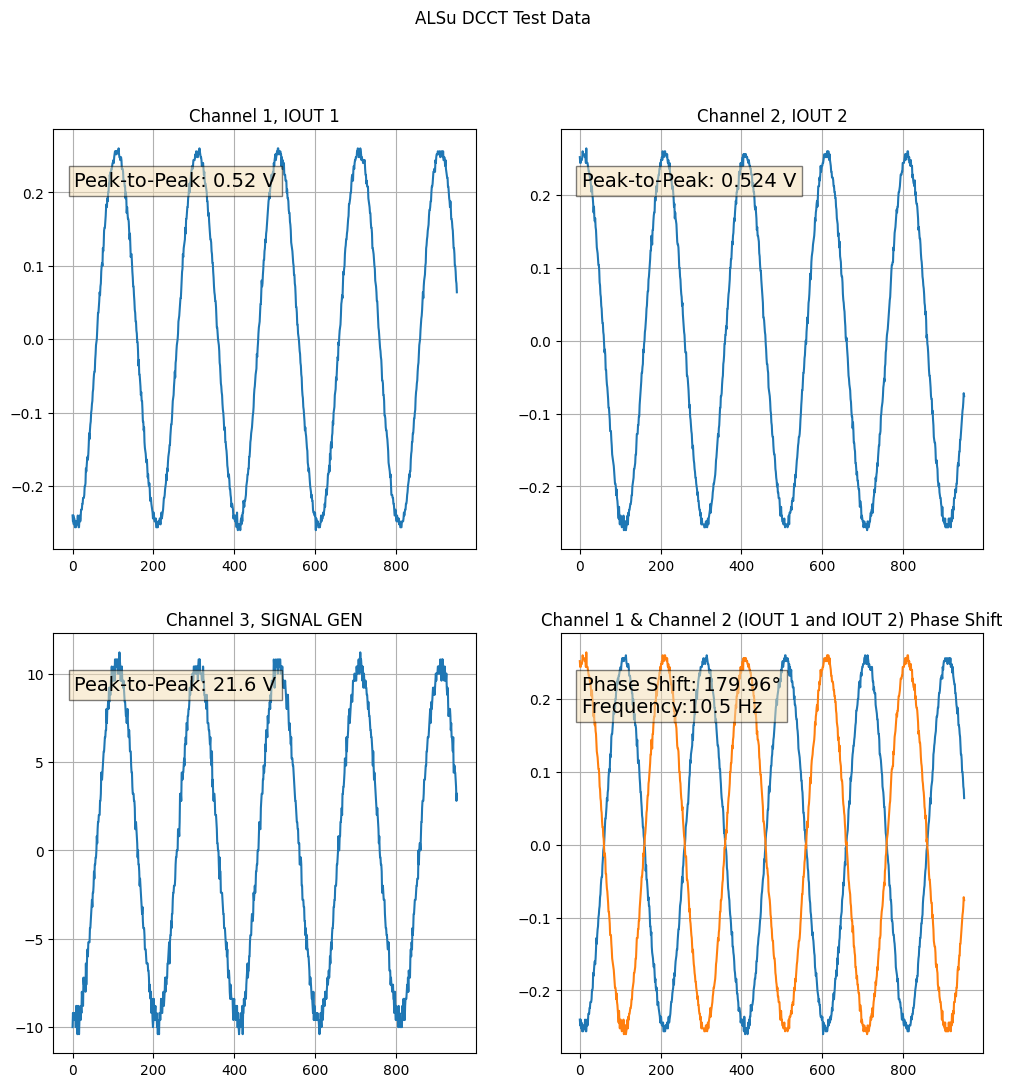 ALSu DCCT Test Data
Channel 1, IOUT 1
Peak-to-Peak: 0.52 V
0.2
0.1
0.0
−0.1
−0.2
0 200 400 600 800
Channel 2, IOUT 2
Peak-to-Peak: 0.524 V
0.2
0.1
0.0
−0.1
−0.2
0 200 400 600 800
Channel 3, SIGNAL GEN
Peak-to-Peak: 21.6 V
10
5
0
−5
−10
0 200 400 600 800
Channel 1 & Channel 2 (IOUT 1 and IOUT 2) Phase Shift
Phase Shift: 179.96°
Frequency:10.5 Hz
0.2
0.1
0.0
−0.1
−0.2
0 200 400 600 800